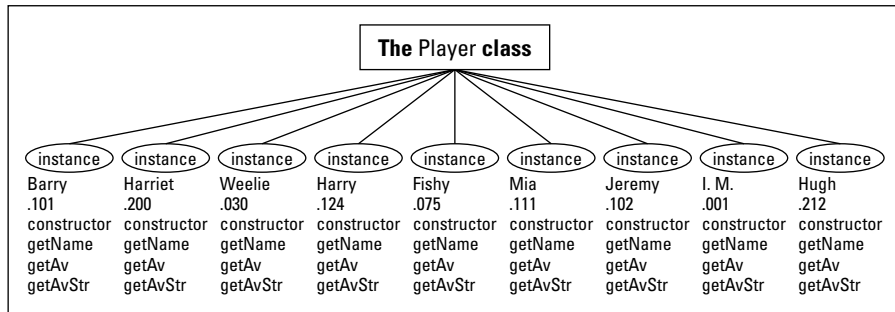 The Player class
instance instance instance instance instance instance instance instance instance
Barry Harriet Weelie Harry Fishy Mia Jeremy I. M. Hugh
.101 .200 .030 .124 .075 .111 .102 .001 .212
constructor constructor constructor constructor constructor constructor constructor constructor constructor
getName getName getName getName getName getName getName getName getName
getAv getAv getAv getAv getAv getAv getAv getAv getAv
getAvStr getAvStr getAvStr getAvStr getAvStr getAvStr getAvStr getAvStr getAvStr